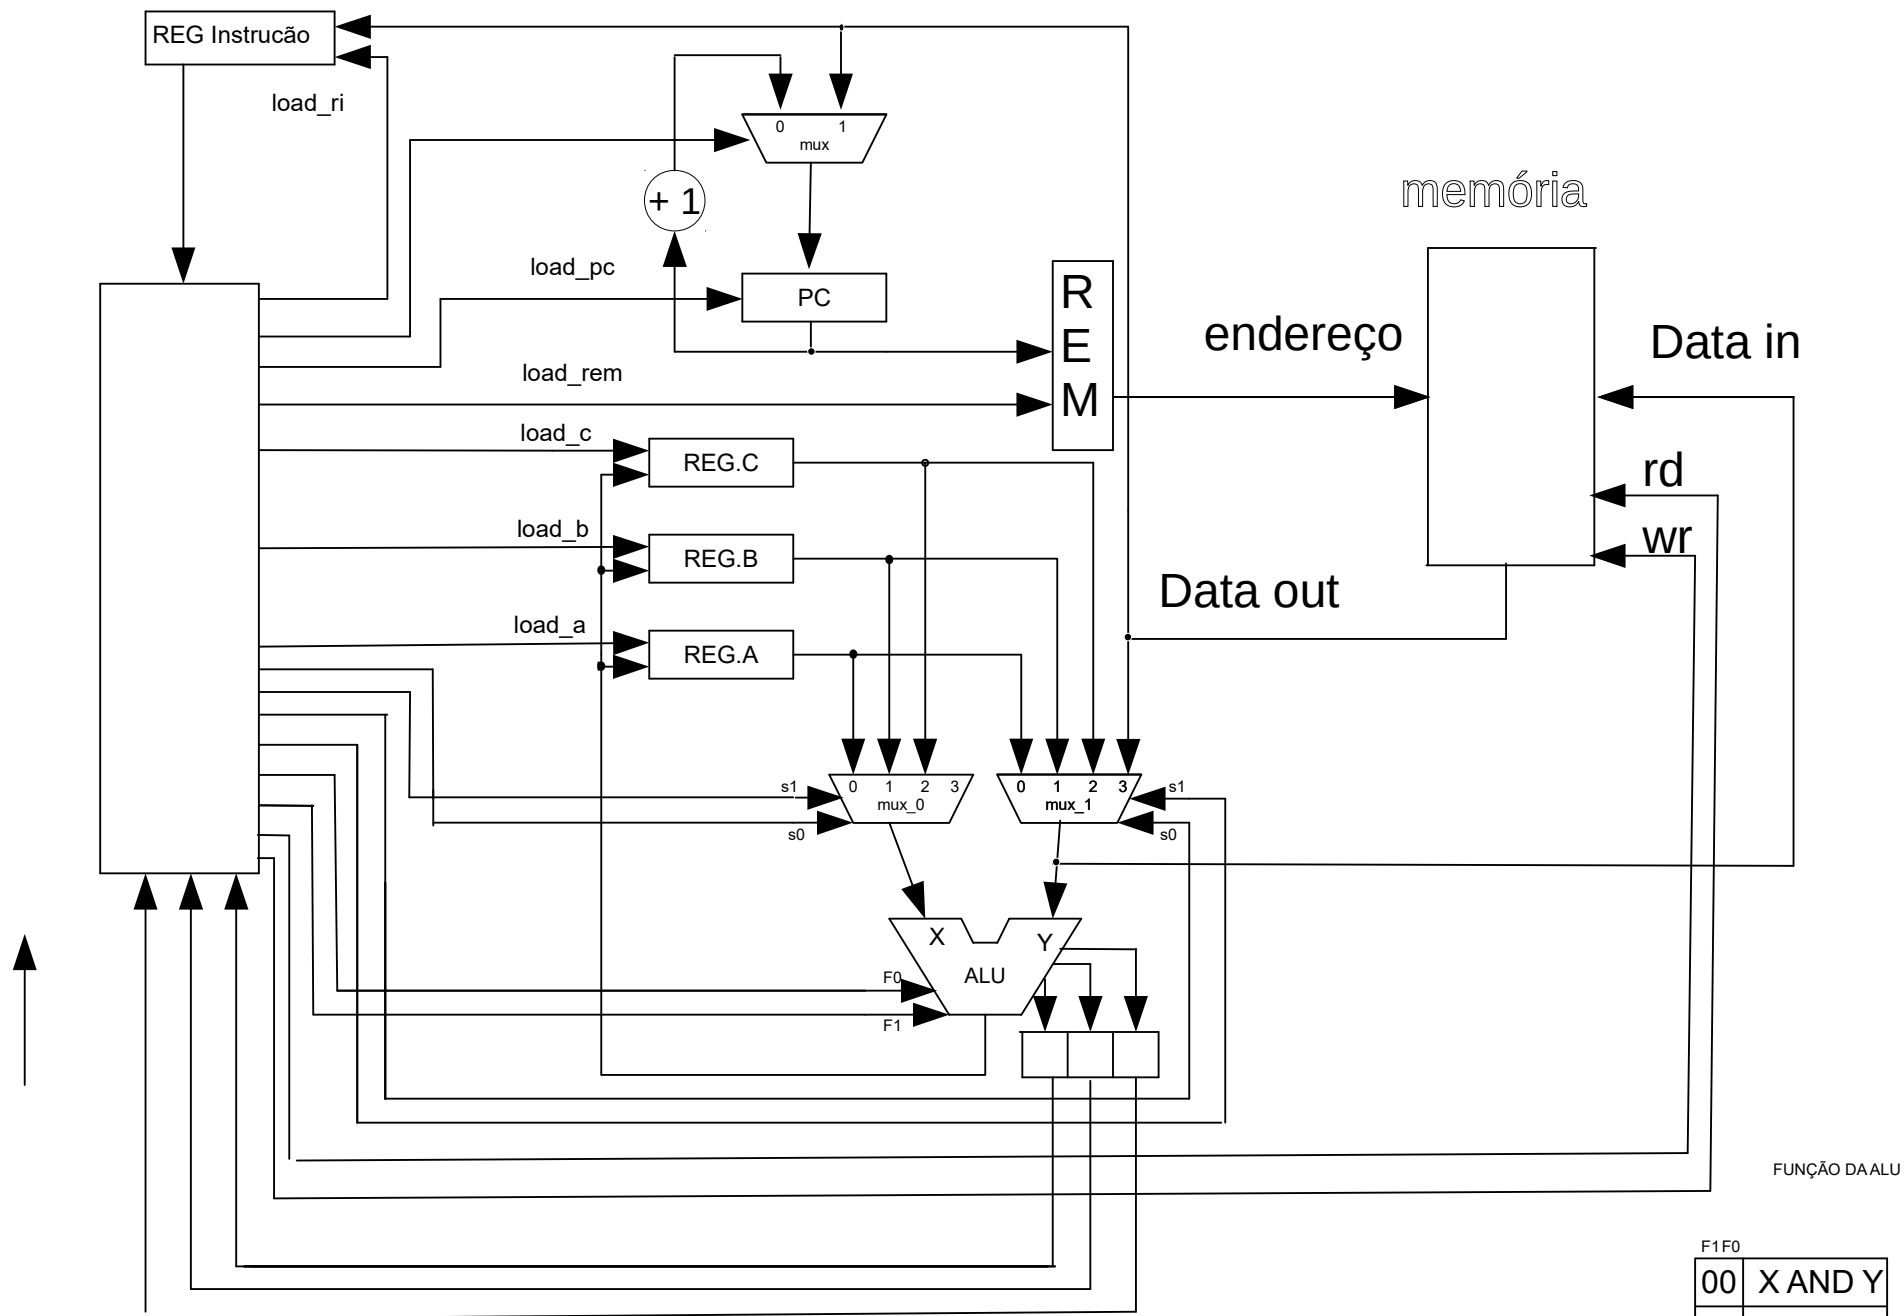 REG Instrucão
load_ri
0 1
mux
+ 1
memória
load_pc
PC
R
E
M
endereço
Data in
load_rem
load_c
REG.C
rd
load_b
REG.B
wr
Data out
load_a
REG.A
s1
0 1 2 3
mux_0
s0
0 1 2 3
mux_1
s1
s0
X
Y
ALU
F0
F1
FUNÇÃO DA ALU
F1F0
00 X AND Y